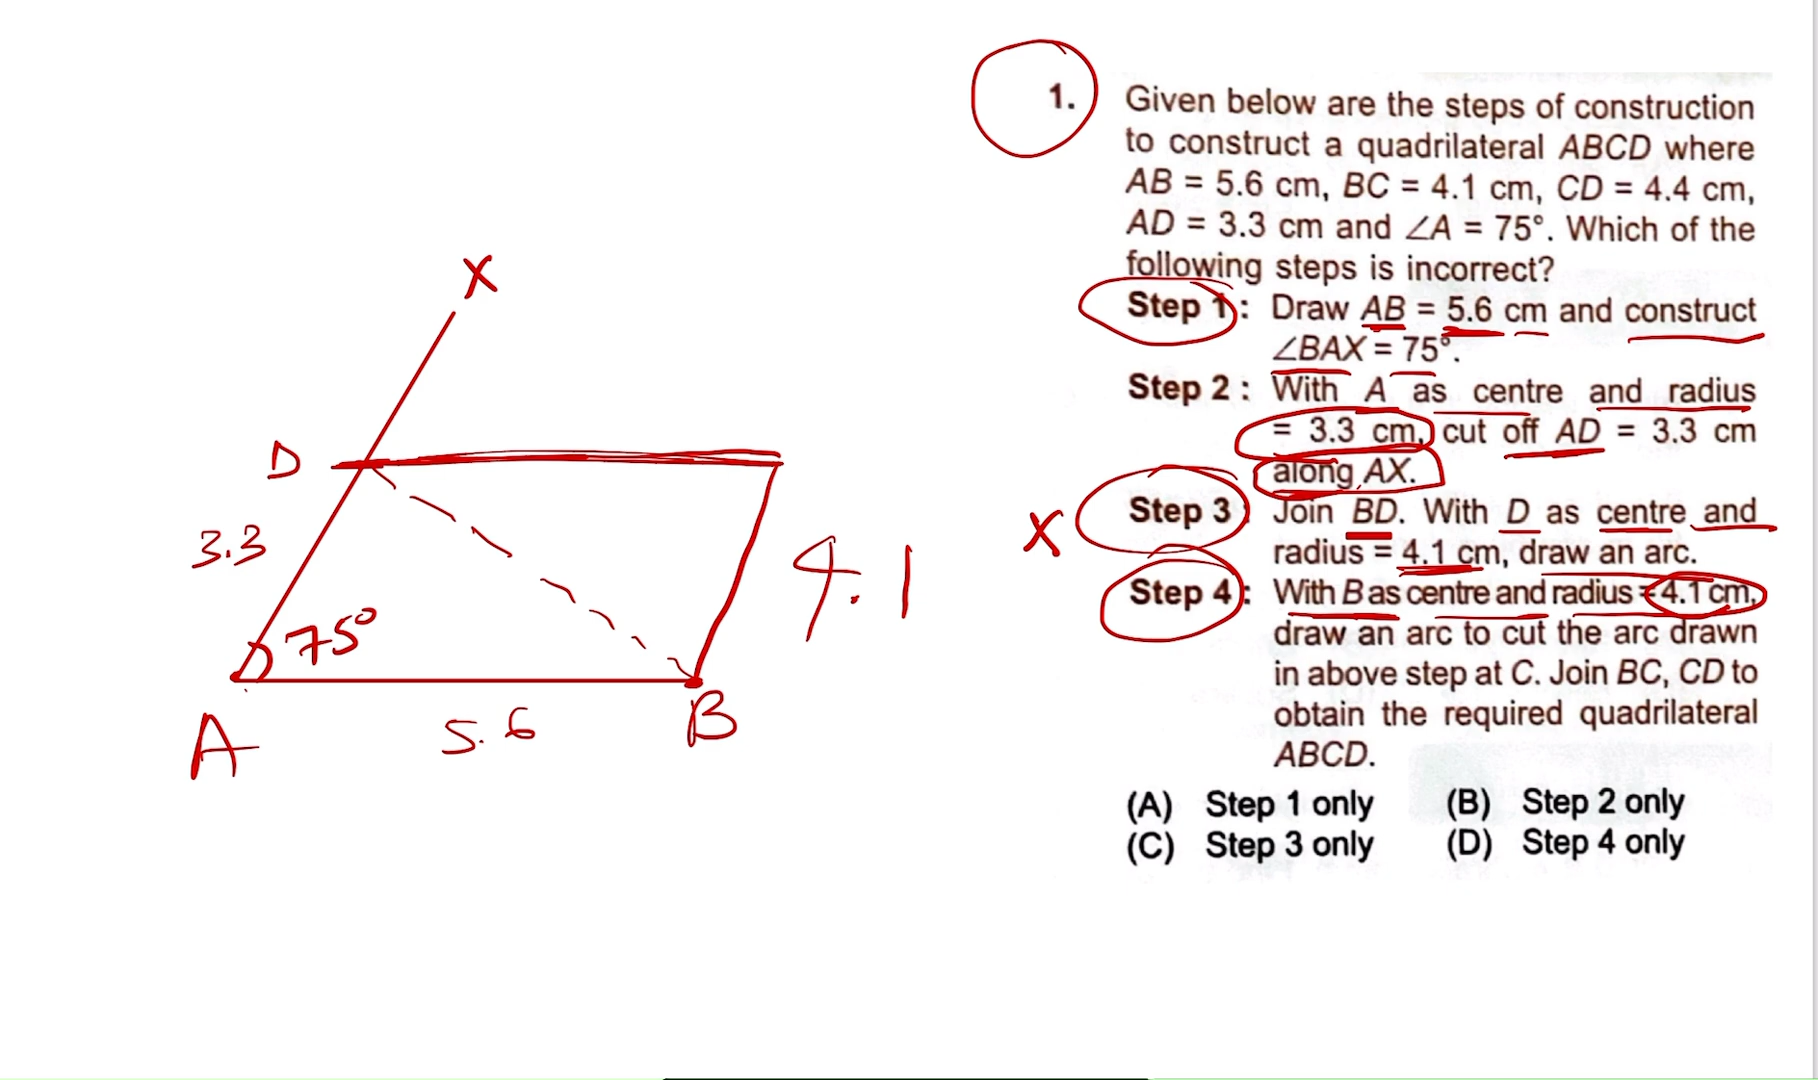 1. Given below are the steps of construction
to construct a quadrilateral ABCD where
AB = 5.6 cm, BC = 4.1 cm, CD = 4.4 cm,
AD = 3.3 cm and ∠A = 75°. Which of the
following steps is incorrect?
Step 1: Draw AB = 5.6 cm and construct
∠BAX = 75°.
Step 2 : With A as centre and radius
= 3.3 cm, cut off AD = 3.3 cm
along AX.
X Step 3: Join BD. With D as centre and
radius = 4.1 cm, draw an arc.
Step 4 : With B as centre and radius = 4.1 cm,
draw an arc to cut the arc drawn
in above step at C. Join BC, CD to
obtain the required quadrilateral
ABCD.
(A) Step 1 only (B) Step 2 only
(C) Step 3 only (D) Step 4 only
X
D
3.3
4.1
75°
A
5.6
B